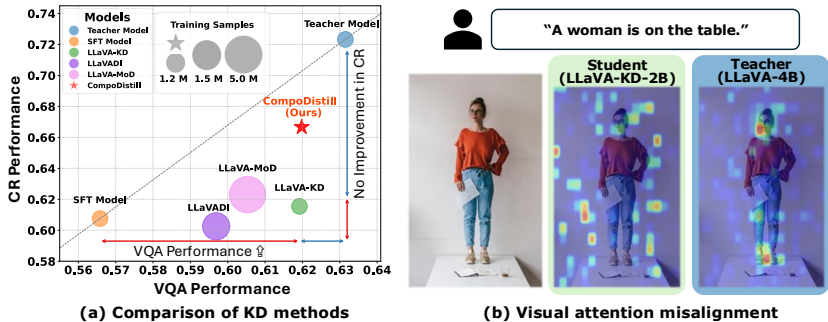 Models
Teacher Model
SFT Model
LLaVA-KD
LLaVADI
LLaVA-MoD
CompoDistill
Training Samples
1.2 M 1.5 M 5.0 M
Teacher Model
CompoDistill
(Ours)
LLaVA-MoD
LLaVA-KD
SFT Model
LLaVADI
No Improvement in CR
VQA Performance ⇧
CR Performance
0.74
0.72
0.70
0.68
0.66
0.64
0.62
0.60
0.58
0.56 0.57 0.58 0.59 0.60 0.61 0.62 0.63 0.64
VQA Performance
(a) Comparison of KD methods
“A woman is on the table.”
Student
(LLaVA-KD-2B)
Teacher
(LLaVA-4B)
(b) Visual attention misalignment